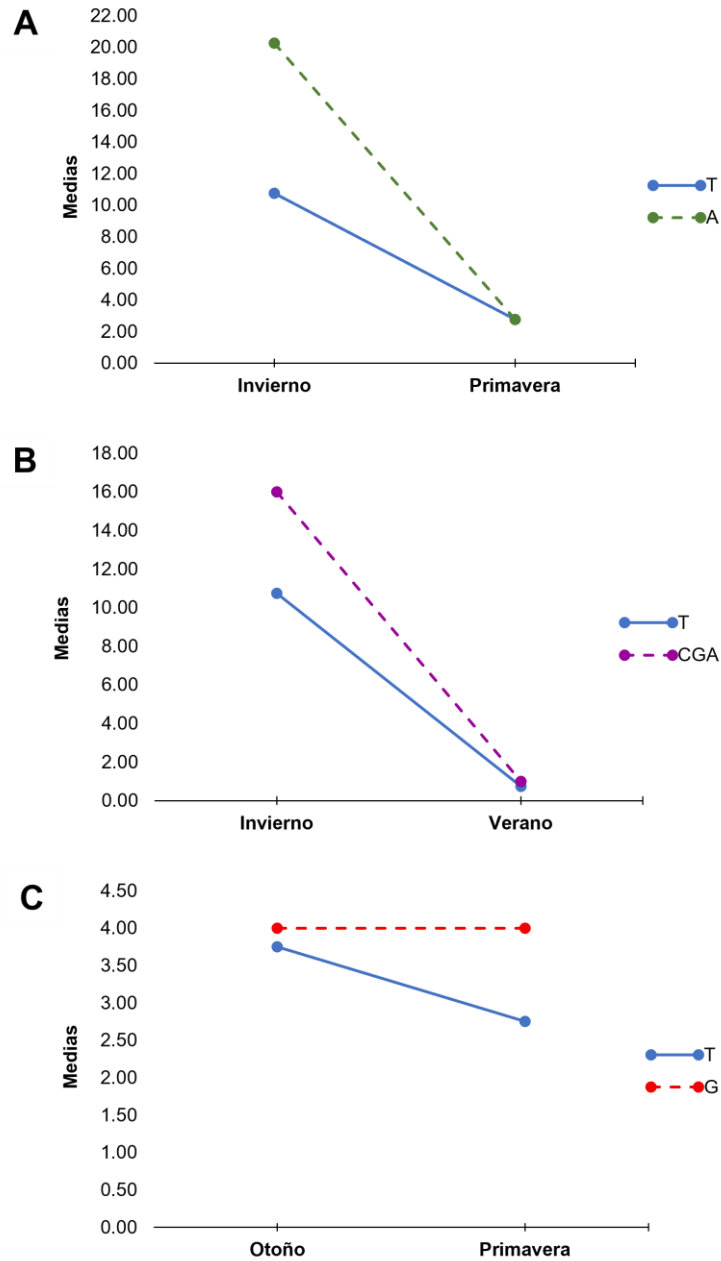 A
22.00
20.00
18.00
16.00
14.00
12.00
10.00
8.00
6.00
4.00
2.00
0.00
Medias
Invierno Primavera
T
A
B
18.00
16.00
14.00
12.00
10.00
8.00
6.00
4.00
2.00
0.00
Medias
Invierno Verano
T
CGA
C
4.50
4.00
3.50
3.00
2.50
2.00
1.50
1.00
0.50
0.00
Medias
Otoño Primavera
T
G